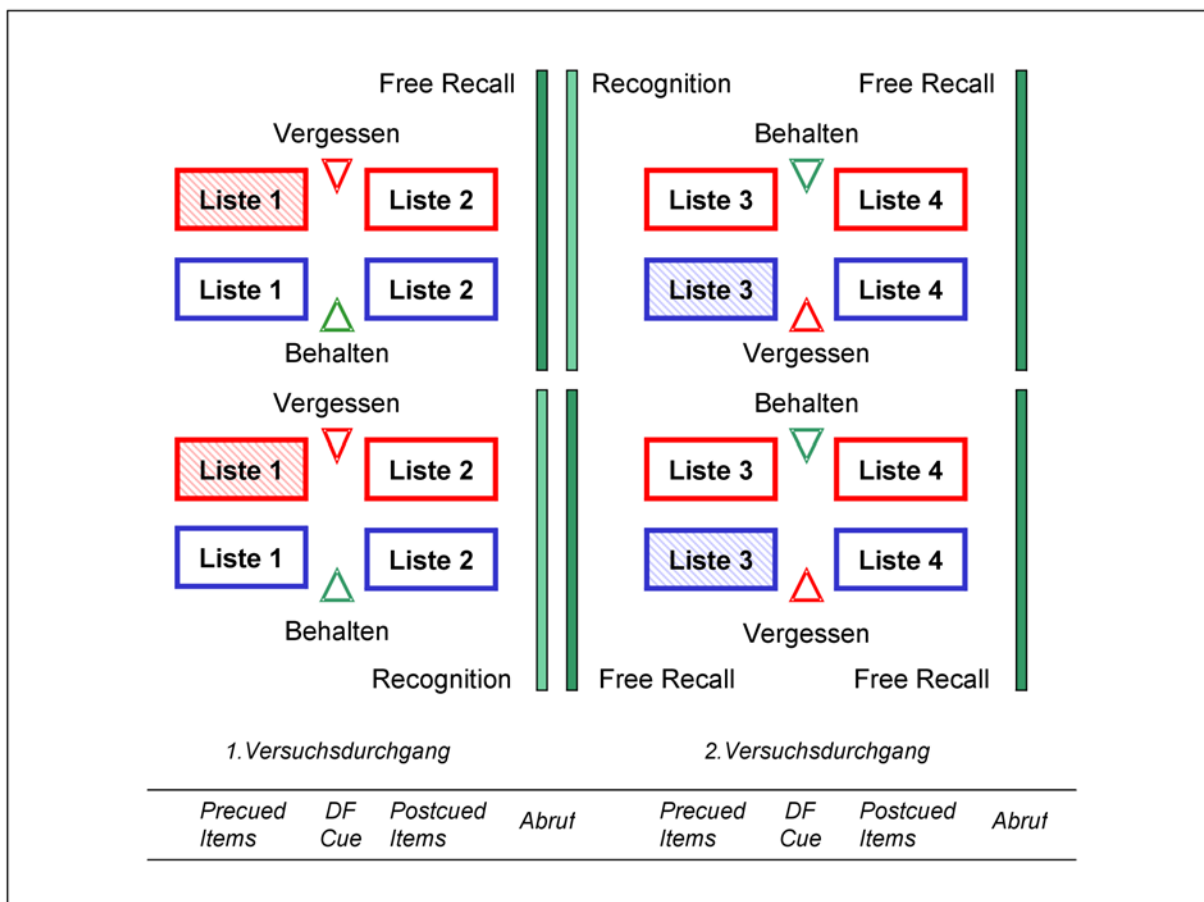 Free Recall
Recognition
Free Recall
Vergessen
Behalten
Liste 1
Liste 2
Liste 3
Liste 4
Liste 1
Liste 2
Liste 3
Liste 4
Behalten
Vergessen
Vergessen
Behalten
Liste 1
Liste 2
Liste 3
Liste 4
Liste 1
Liste 2
Liste 3
Liste 4
Behalten
Vergessen
Recognition
Free Recall
Free Recall
1.Versuchsdurchgang
2.Versuchsdurchgang
Precued
Items
DF
Cue
Postcued
Items
Abruf
Precued
Items
DF
Cue
Postcued
Items
Abruf